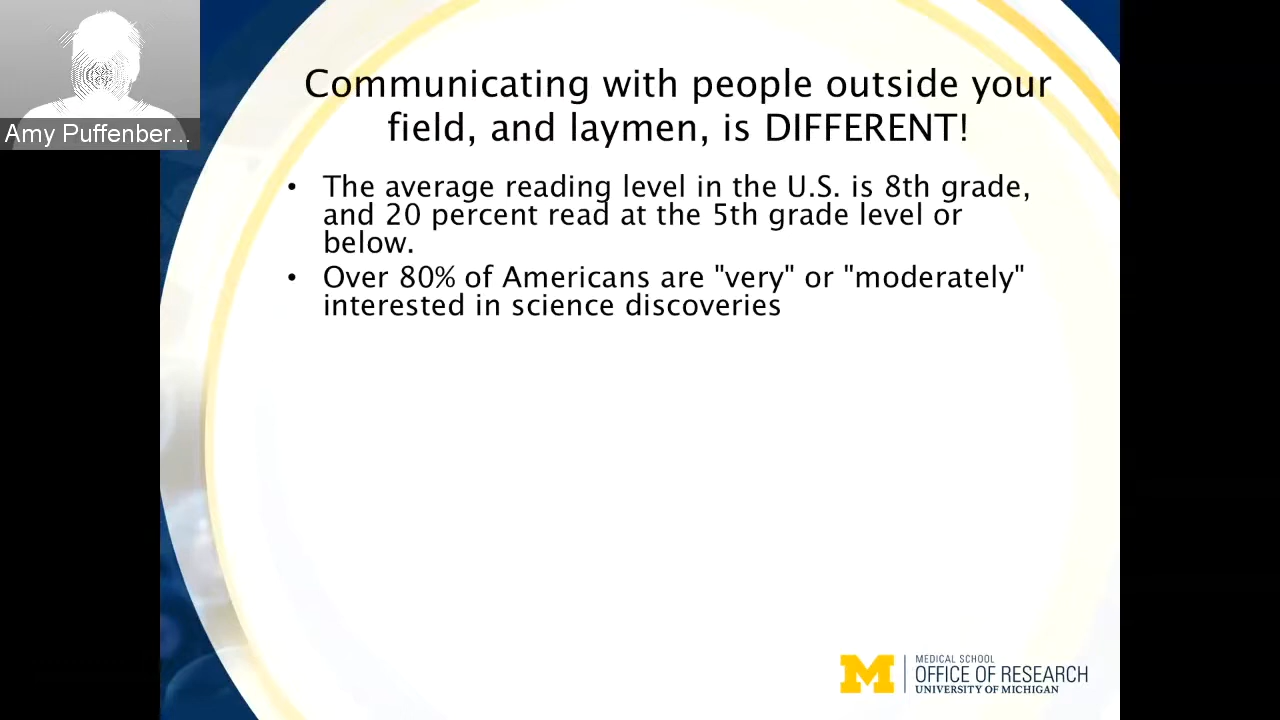 Amy Puffenber...
Communicating with people outside your
field, and laymen, is DIFFERENT!
• The average reading level in the U.S. is 8th grade,
and 20 percent read at the 5th grade level or
below.
• Over 80% of Americans are "very" or "moderately"
interested in science discoveries
M
MEDICAL SCHOOL
OFFICE OF RESEARCH
UNIVERSITY OF MICHIGAN